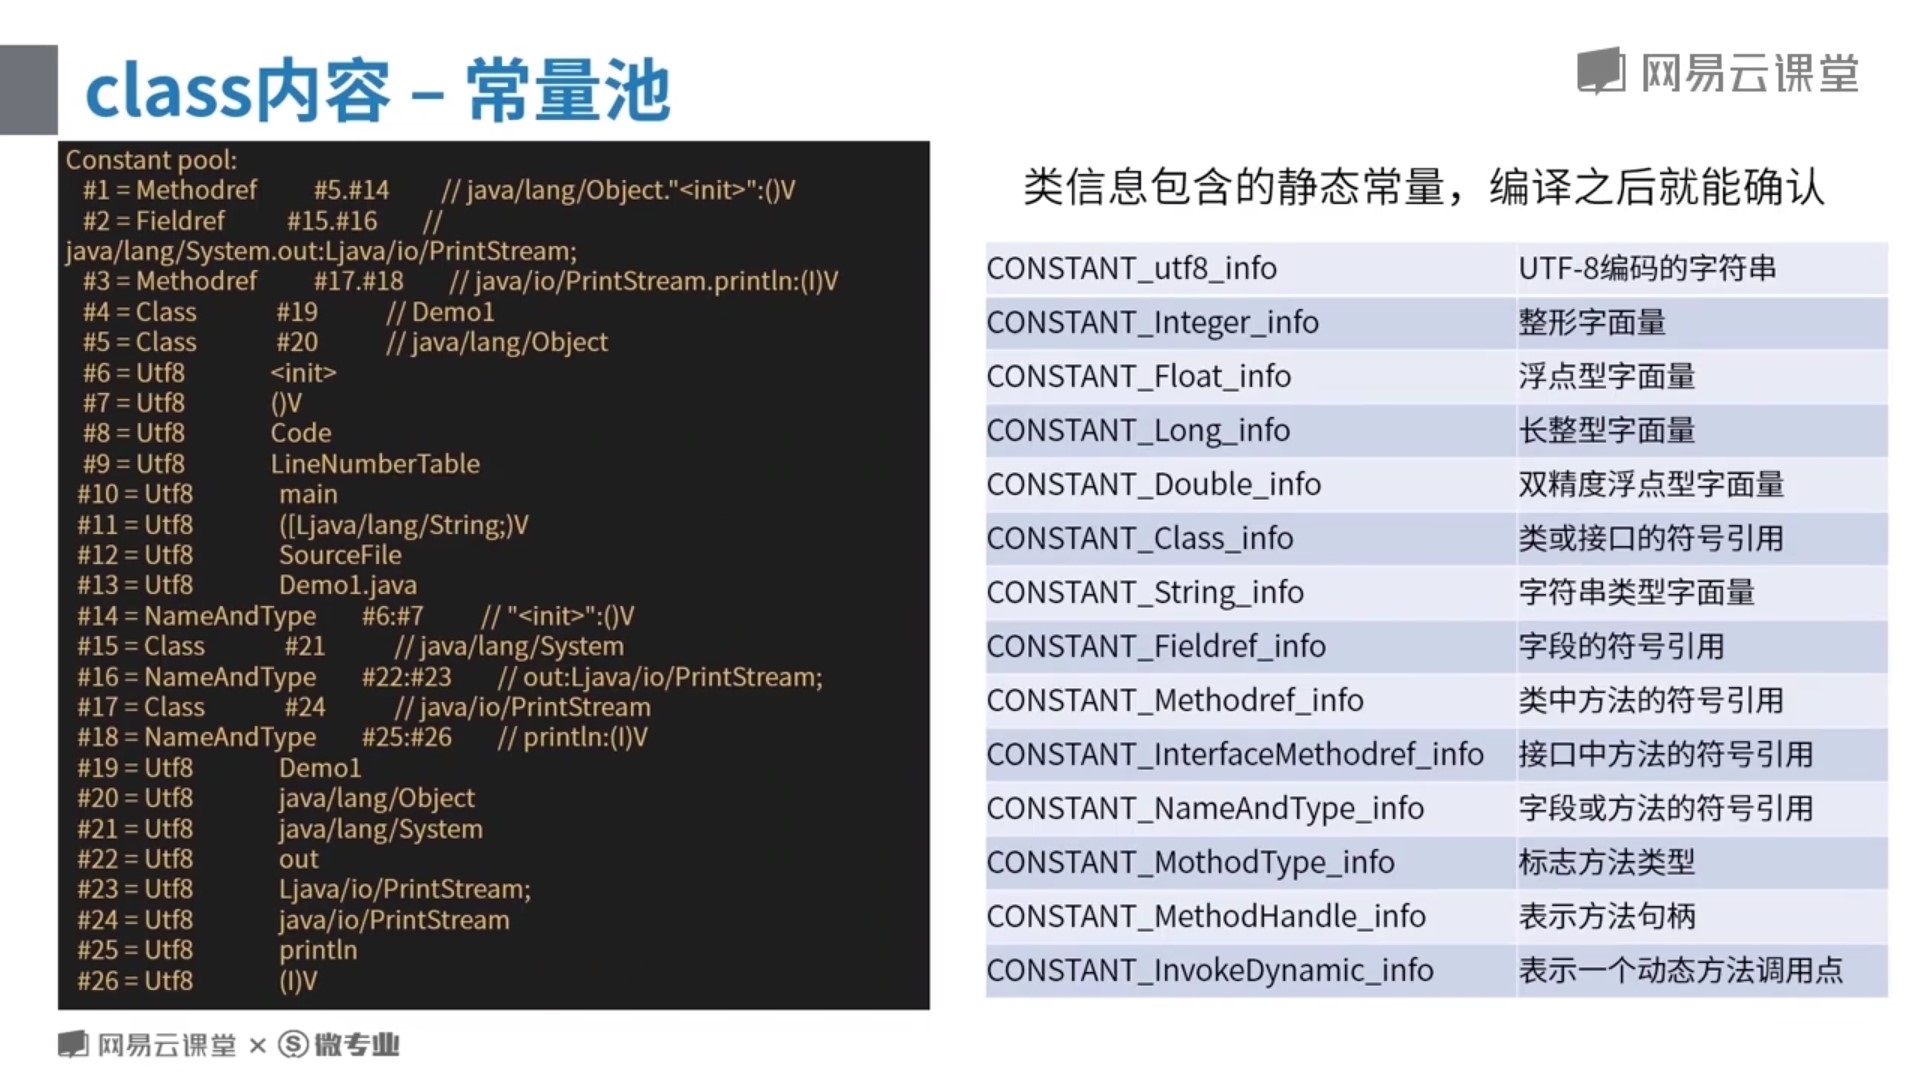 class内容 – 常量池
网易云课堂
Constant pool:
#1 = Methodref #5.#14 // java/lang/Object."<init>":()V
#2 = Fieldref #15.#16 //
java/lang/System.out:Ljava/io/PrintStream;
#3 = Methodref #17.#18 // java/io/PrintStream.println:(I)V
#4 = Class #19 // Demo1
#5 = Class #20 // java/lang/Object
#6 = Utf8 <init>
#7 = Utf8 ()V
#8 = Utf8 Code
#9 = Utf8 LineNumberTable
#10 = Utf8 main
#11 = Utf8 ([Ljava/lang/String;)V
#12 = Utf8 SourceFile
#13 = Utf8 Demo1.java
#14 = NameAndType #6:#7 // "<init>":()V
#15 = Class #21 // java/lang/System
#16 = NameAndType #22:#23 // out:Ljava/io/PrintStream;
#17 = Class #24 // java/io/PrintStream
#18 = NameAndType #25:#26 // println:(I)V
#19 = Utf8 Demo1
#20 = Utf8 java/lang/Object
#21 = Utf8 java/lang/System
#22 = Utf8 out
#23 = Utf8 Ljava/io/PrintStream;
#24 = Utf8 java/io/PrintStream
#25 = Utf8 println
#26 = Utf8 (I)V
类信息包含的静态常量，编译之后就能确认
CONSTANT_utf8_info UTF-8编码的字符串
CONSTANT_Integer_info 整形字面量
CONSTANT_Float_info 浮点型字面量
CONSTANT_Long_info 长整型字面量
CONSTANT_Double_info 双精度浮点型字面量
CONSTANT_Class_info 类或接口的符号引用
CONSTANT_String_info 字符串类型字面量
CONSTANT_Fieldref_info 字段的符号引用
CONSTANT_Methodref_info 类中方法的符号引用
CONSTANT_InterfaceMethodref_info 接口中方法的符号引用
CONSTANT_NameAndType_info 字段或方法的符号引用
CONSTANT_MothodType_info 标志方法类型
CONSTANT_MethodHandle_info 表示方法句柄
CONSTANT_InvokeDynamic_info 表示一个动态方法调用点
网易云课堂 × S 微专业